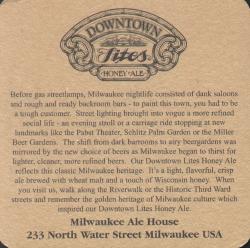 DOWNTOWN
Lites
HONEY ALE
Before gas streetlamps, Milwaukee nightlife consisted of dank saloons
and rough and ready backroom bars - to paint this town, you had to be
a tough customer. Street lighting brought into vogue a more refined
social life - an evening stroll or a carriage ride stopping at new
landmarks like the Pabst Theater, Schlitz Palm Garden or the Miller
Beer Gardens. The shift from dark barrooms to airy beergardens was
mirrored by the new choice of beers as Milwaukee began to thirst for
lighter, cleaner, more refined beers. Our Downtown Lites Honey Ale
reflects this classic Milwaukee heritage. It's a light, flavorful, crisp
ale brewed with wheat malt and a touch of Wisconsin honey. When
you visit us, walk along the Riverwalk or the Historic Third Ward
streets and remember the golden heritage of Milwaukee culture which
inspired our Downtown Lites Honey Ale.
Milwaukee Ale House
233 North Water Street Milwaukee USA